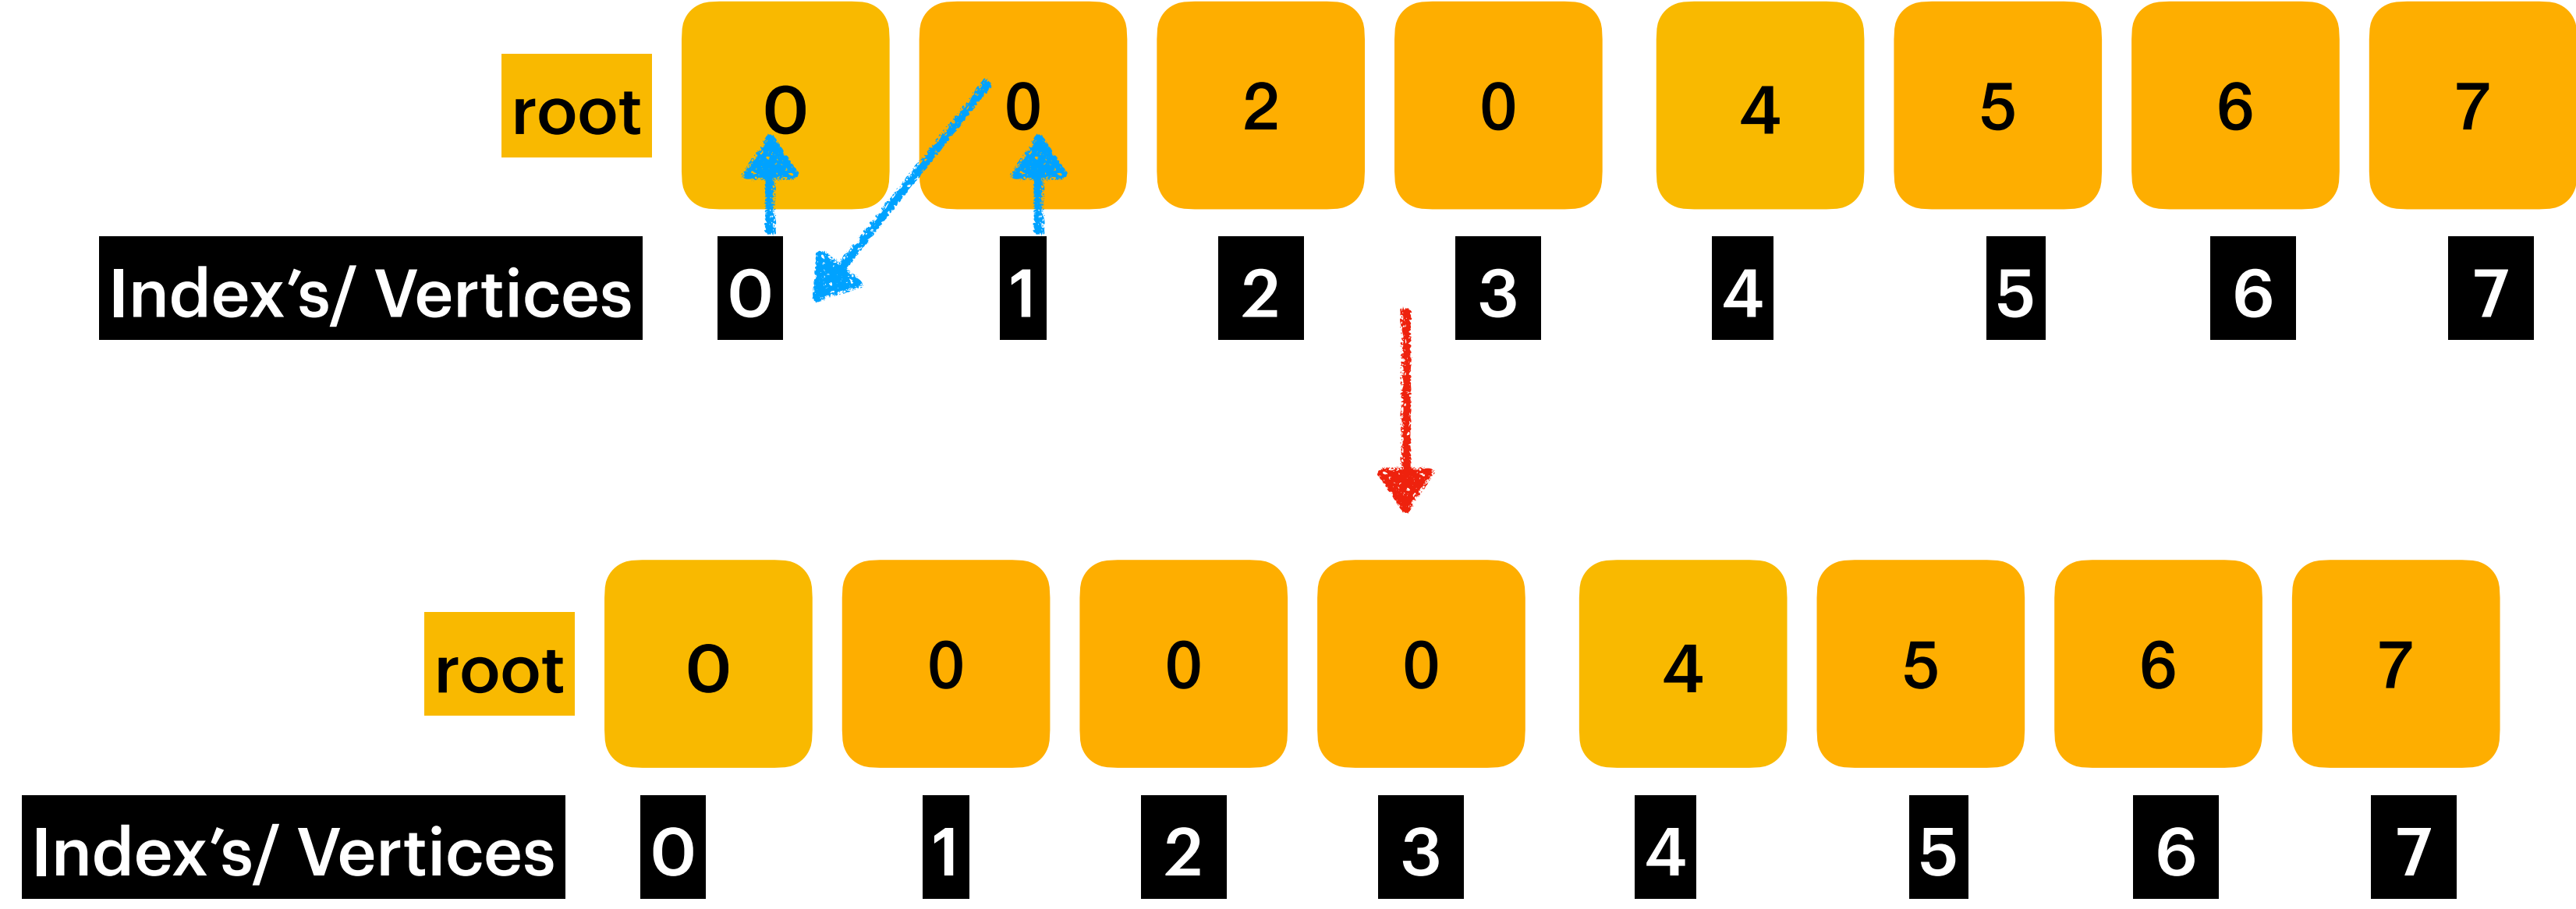 root 0 0 2 0 4 5 6 7
Index’s/ Vertices 0 1 2 3 4 5 6 7
root 0 0 0 0 4 5 6 7
Index’s/ Vertices 0 1 2 3 4 5 6 7